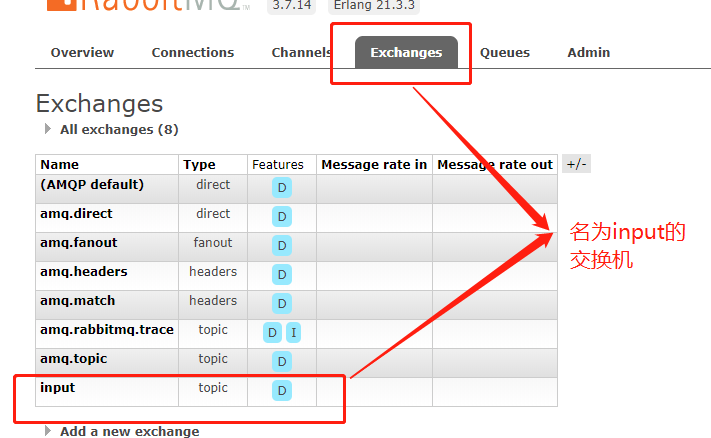 RabbitMQ TM 3.7.14 Erlang 21.3.3
Overview Connections Channels Exchanges Queues Admin
Exchanges
All exchanges (8)
Name Type Features Message rate in Message rate out +/-
(AMQP default) direct D
amq.direct direct D
amq.fanout fanout D
amq.headers headers D
amq.match headers D
amq.rabbitmq.trace topic D I
amq.topic topic D
input topic D
名为input的
交换机
Add a new exchange